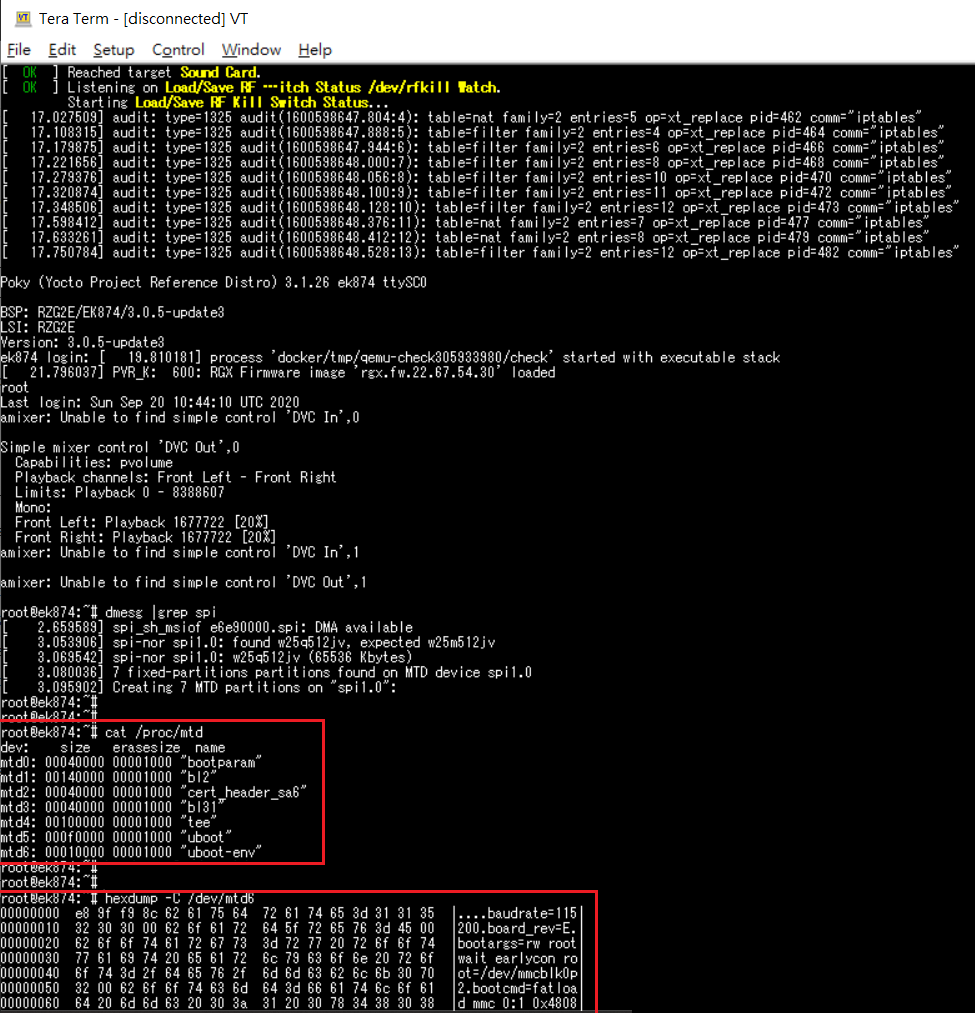 Tera Term - [disconnected] VT
File Edit Setup Control Window Help
[ OK ] Reached target Sound Card.
[ OK ] Listening on Load/Save RF …itch Status /dev/rfkill Watch.
Starting Load/Save RF Kill Switch Status...
[ 17.027509] audit: type=1325 audit(1600598647.804:4): table=nat family=2 entries=5 op=xt_replace pid=462 comm="iptables"
[ 17.108315] audit: type=1325 audit(1600598647.888:5): table=filter family=2 entries=4 op=xt_replace pid=464 comm="iptables"
[ 17.179875] audit: type=1325 audit(1600598647.944:6): table=filter family=2 entries=6 op=xt_replace pid=466 comm="iptables"
[ 17.221656] audit: type=1325 audit(1600598648.000:7): table=filter family=2 entries=8 op=xt_replace pid=468 comm="iptables"
[ 17.279376] audit: type=1325 audit(1600598648.056:8): table=filter family=2 entries=10 op=xt_replace pid=470 comm="iptables"
[ 17.320874] audit: type=1325 audit(1600598648.100:9): table=filter family=2 entries=11 op=xt_replace pid=472 comm="iptables"
[ 17.348506] audit: type=1325 audit(1600598648.128:10): table=filter family=2 entries=12 op=xt_replace pid=473 comm="iptables"
[ 17.598412] audit: type=1325 audit(1600598648.376:11): table=nat family=2 entries=7 op=xt_replace pid=477 comm="iptables"
[ 17.633261] audit: type=1325 audit(1600598648.412:12): table=nat family=2 entries=8 op=xt_replace pid=479 comm="iptables"
[ 17.750784] audit: type=1325 audit(1600598648.528:13): table=filter family=2 entries=12 op=xt_replace pid=482 comm="iptables"
Poky (Yocto Project Reference Distro) 3.1.26 ek874 ttySC0
BSP: RZG2E/EK874/3.0.5-update3
LSI: RZG2E
Version: 3.0.5-update3
ek874 login: [ 19.810181] process 'docker/tmp/qemu-check305933980/check' started with executable stack
[ 21.796037] PVR_K: 600: RGX Firmware image 'rgx.fw.22.67.54.30' loaded
root
Last login: Sun Sep 20 10:44:10 UTC 2020
amixer: Unable to find simple control 'DVC In',0
Simple mixer control 'DVC Out',0
Capabilities: pvolume
Playback channels: Front Left - Front Right
Limits: Playback 0 - 8388607
Mono:
Front Left: Playback 1677722 [20%]
Front Right: Playback 1677722 [20%]
amixer: Unable to find simple control 'DVC In',1
amixer: Unable to find simple control 'DVC Out',1
root@ek874:~# dmesg |grep spi
[ 2.659589] spi_sh_msiof e6e90000.spi: DMA available
[ 3.053906] spi-nor spi1.0: found w25q512jv, expected w25m512jv
[ 3.069542] spi-nor spi1.0: w25q512jv (65536 Kbytes)
[ 3.080036] 7 fixed-partitions partitions found on MTD device spi1.0
[ 3.095902] Creating 7 MTD partitions on "spi1.0":
root@ek874:~#
root@ek874:~#
root@ek874:~# cat /proc/mtd
dev: size erasesize name
mtd0: 00040000 00001000 "bootparam"
mtd1: 00140000 00001000 "bl2"
mtd2: 00040000 00001000 "cert_header_sa6"
mtd3: 00040000 00001000 "bl31"
mtd4: 00100000 00001000 "tee"
mtd5: 000f0000 00001000 "uboot"
mtd6: 00010000 00001000 "uboot-env"
root@ek874:~#
root@ek874:~#
root@ek874: # hexdump -C /dev/mtd6
00000000 e8 9f f9 8c 62 61 75 64 72 61 74 65 3d 31 31 35 |....baudrate=115|
00000010 32 30 30 00 62 6f 61 72 64 5f 72 65 76 3d 45 00 |200.board_rev=E.|
00000020 62 6f 6f 74 61 72 67 73 3d 72 77 20 72 6f 6f 74 |bootargs=rw root|
00000030 77 61 69 74 20 65 61 72 6c 79 63 6f 6e 20 72 6f |wait earlycon ro|
00000040 6f 74 3d 2f 64 65 76 2f 6d 6d 63 62 6c 6b 30 70 |ot=/dev/mmcblk0p|
00000050 32 00 62 6f 6f 74 63 6d 64 3d 66 61 74 6c 6f 61 |2.bootcmd=fatloa|
00000060 64 20 6d 6d 63 20 30 3a 31 20 30 78 34 38 30 38 |d mmc 0:1 0x4808|